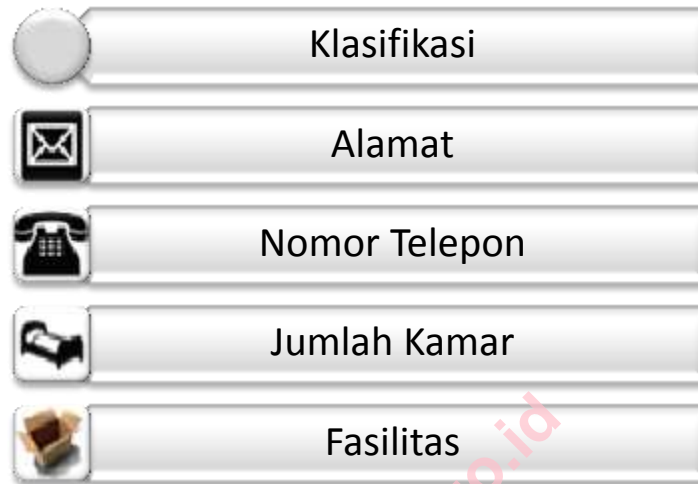 Klasifikasi
Alamat
Nomor Telepon
Jumlah Kamar
Fasilitas